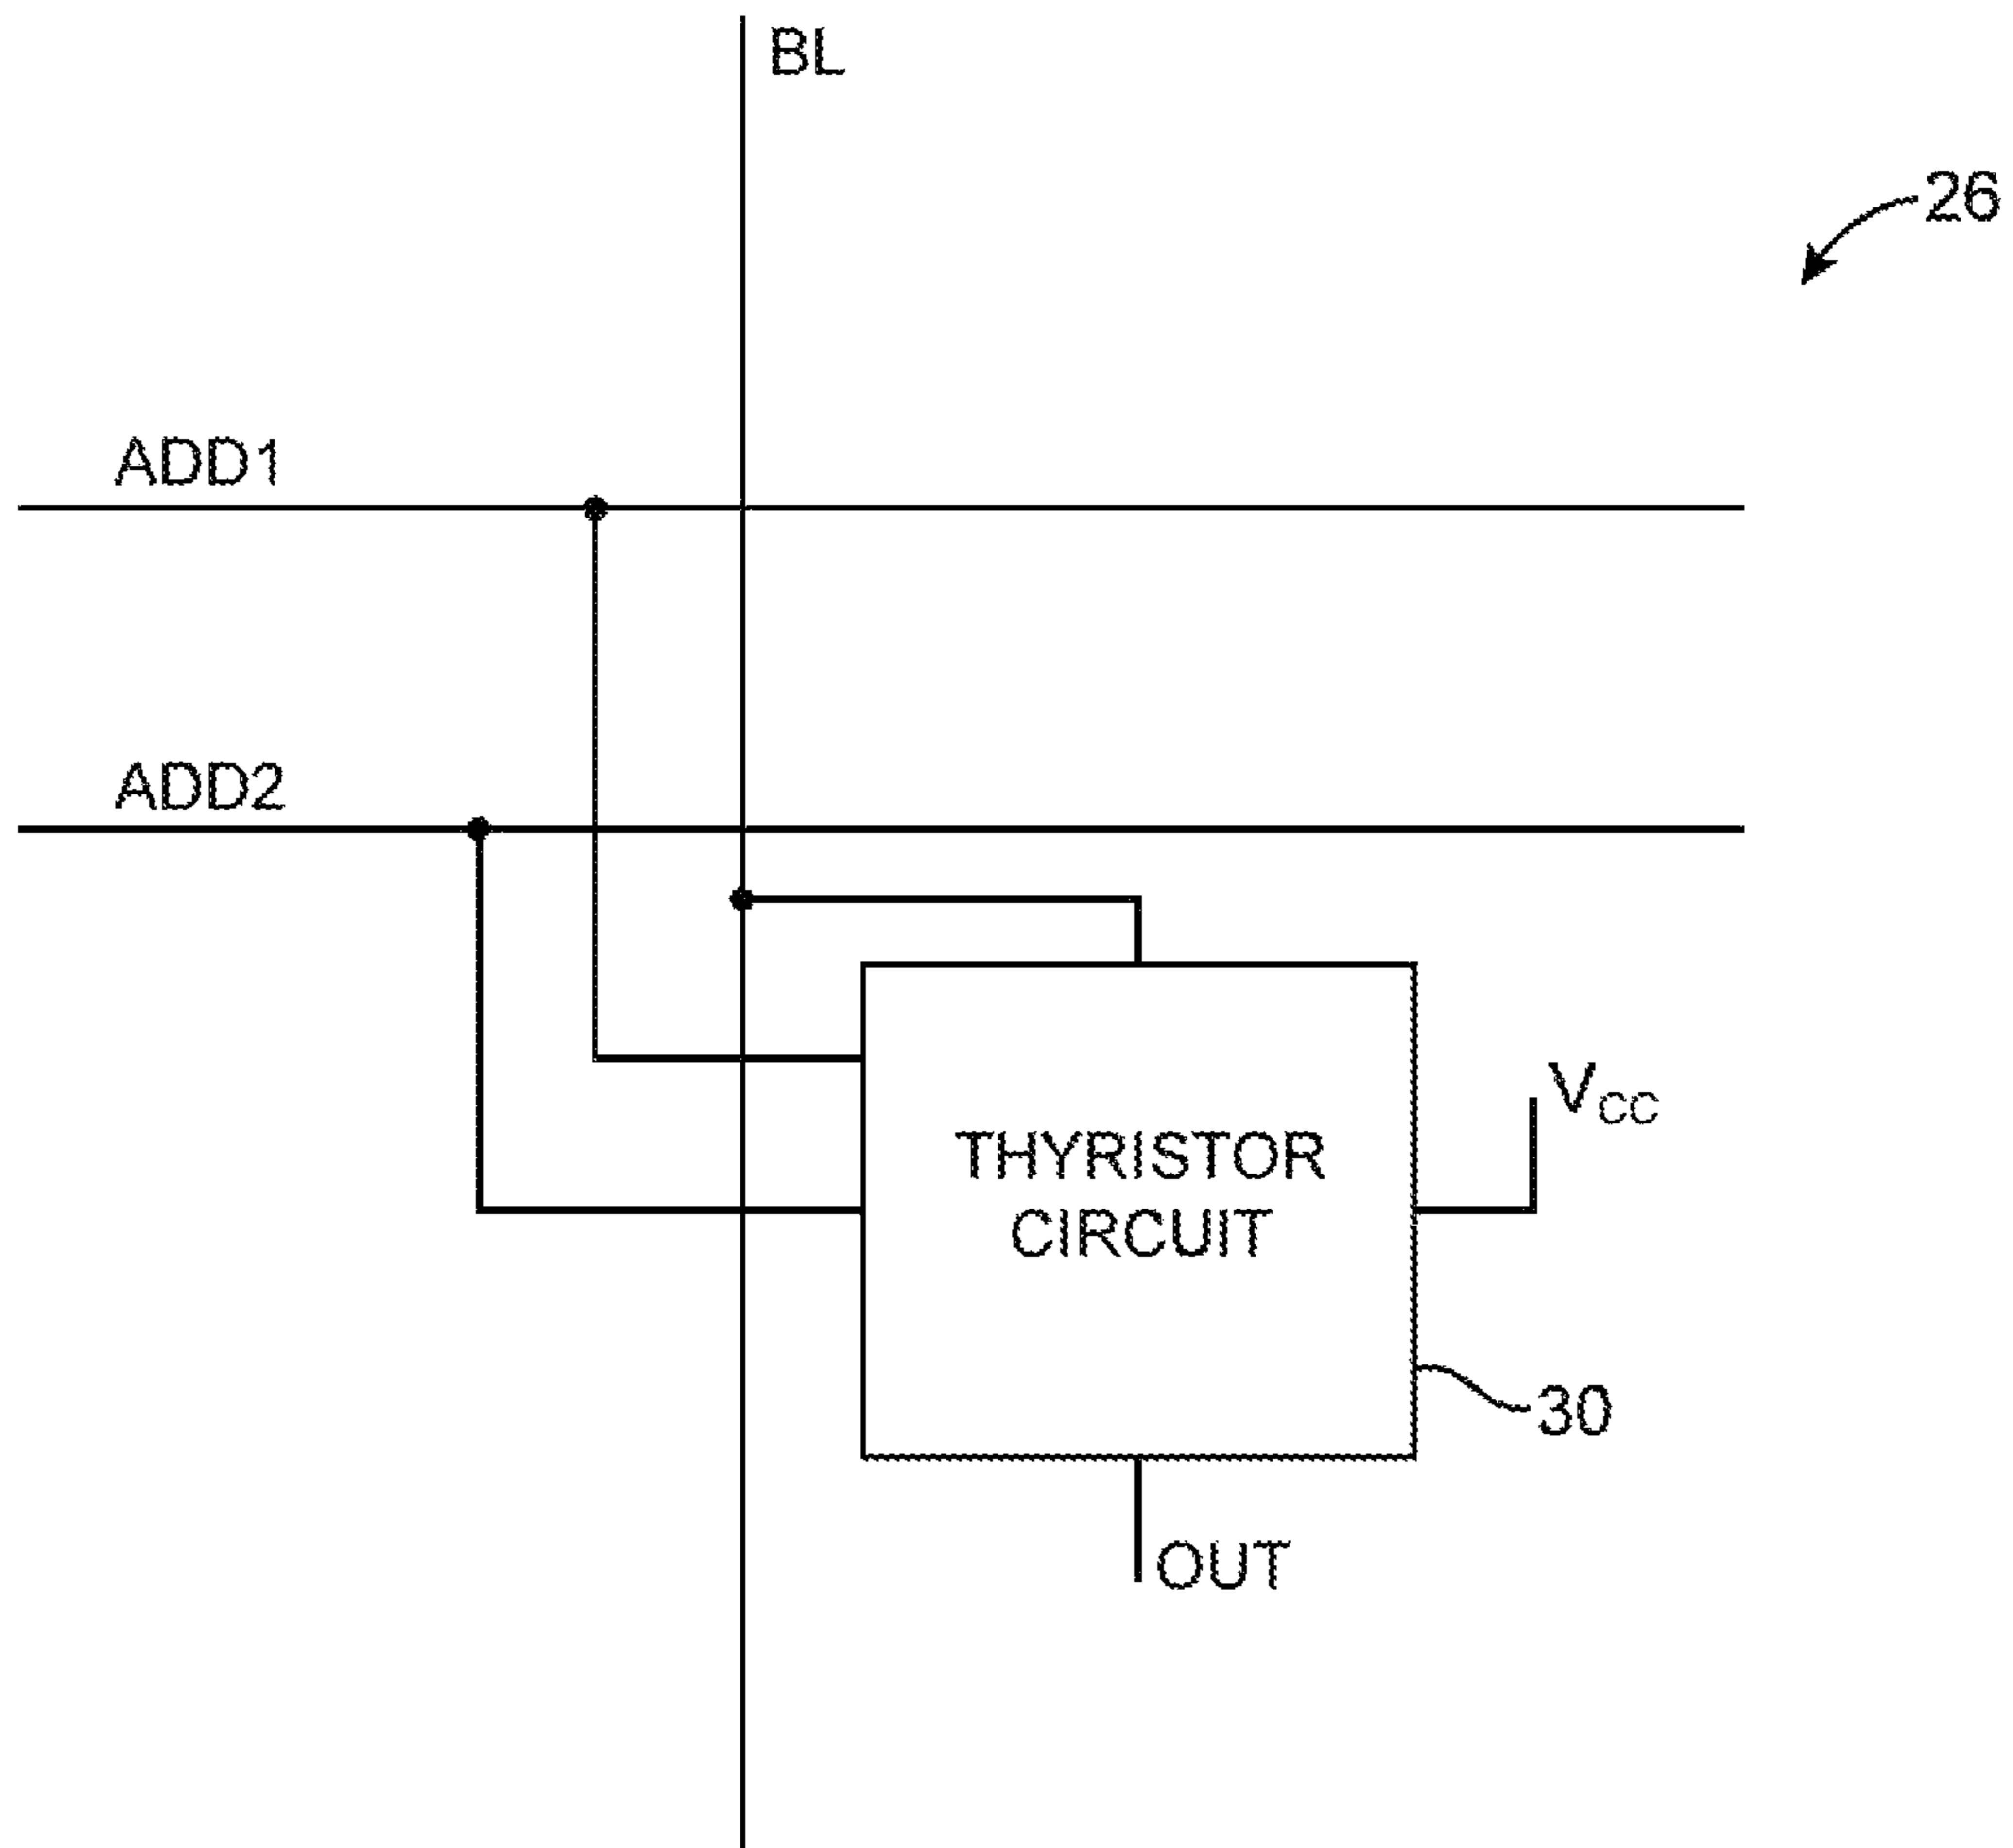 BL
26
ADD1
ADD2
VCC
THYRISTOR
CIRCUIT
30
OUT